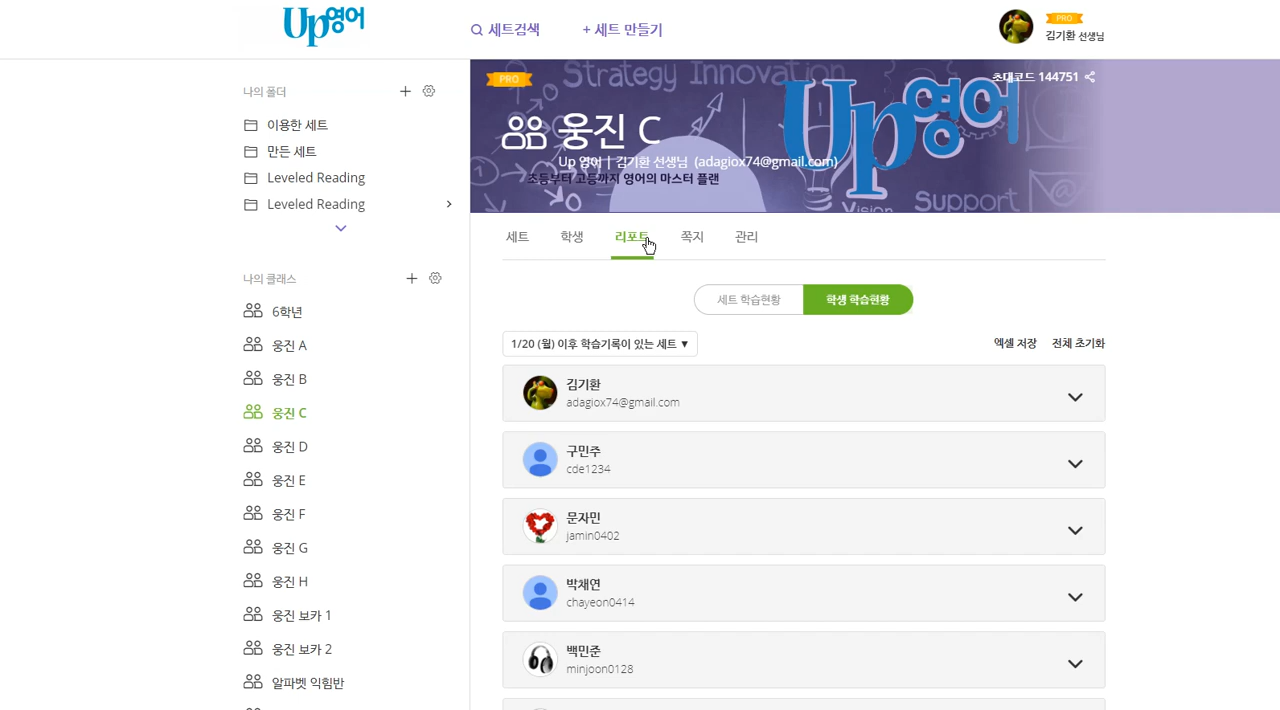 Up영어
세트검색
+ 세트 만들기
PRO
김기환 선생님
나의 폴더
이용한 세트
만든 세트
Leveled Reading
Leveled Reading
나의 클래스
6학년
웅진 A
웅진 B
웅진 C
웅진 D
웅진 E
웅진 F
웅진 G
웅진 H
웅진 보카 1
웅진 보카 2
알파벳 익힘반
PRO
Strategy Innovation
초대코드 144751
Up영어
웅진 C
Up 영어 | 김기환 선생님 (adagiox74@gmail.com)
초등부터 고등까지 영어의 마스터 플랜
Vision
Support
세트
학생
리포트
쪽지
관리
세트 학습현황
학생 학습현황
1/20 (월) 이후 학습기록이 있는 세트 ▼
엑셀 저장
전체 초기화
김기환
adagiox74@gmail.com
구민주
cde1234
문자민
jamin0402
박채연
chayeon0414
백민준
minjoon0128